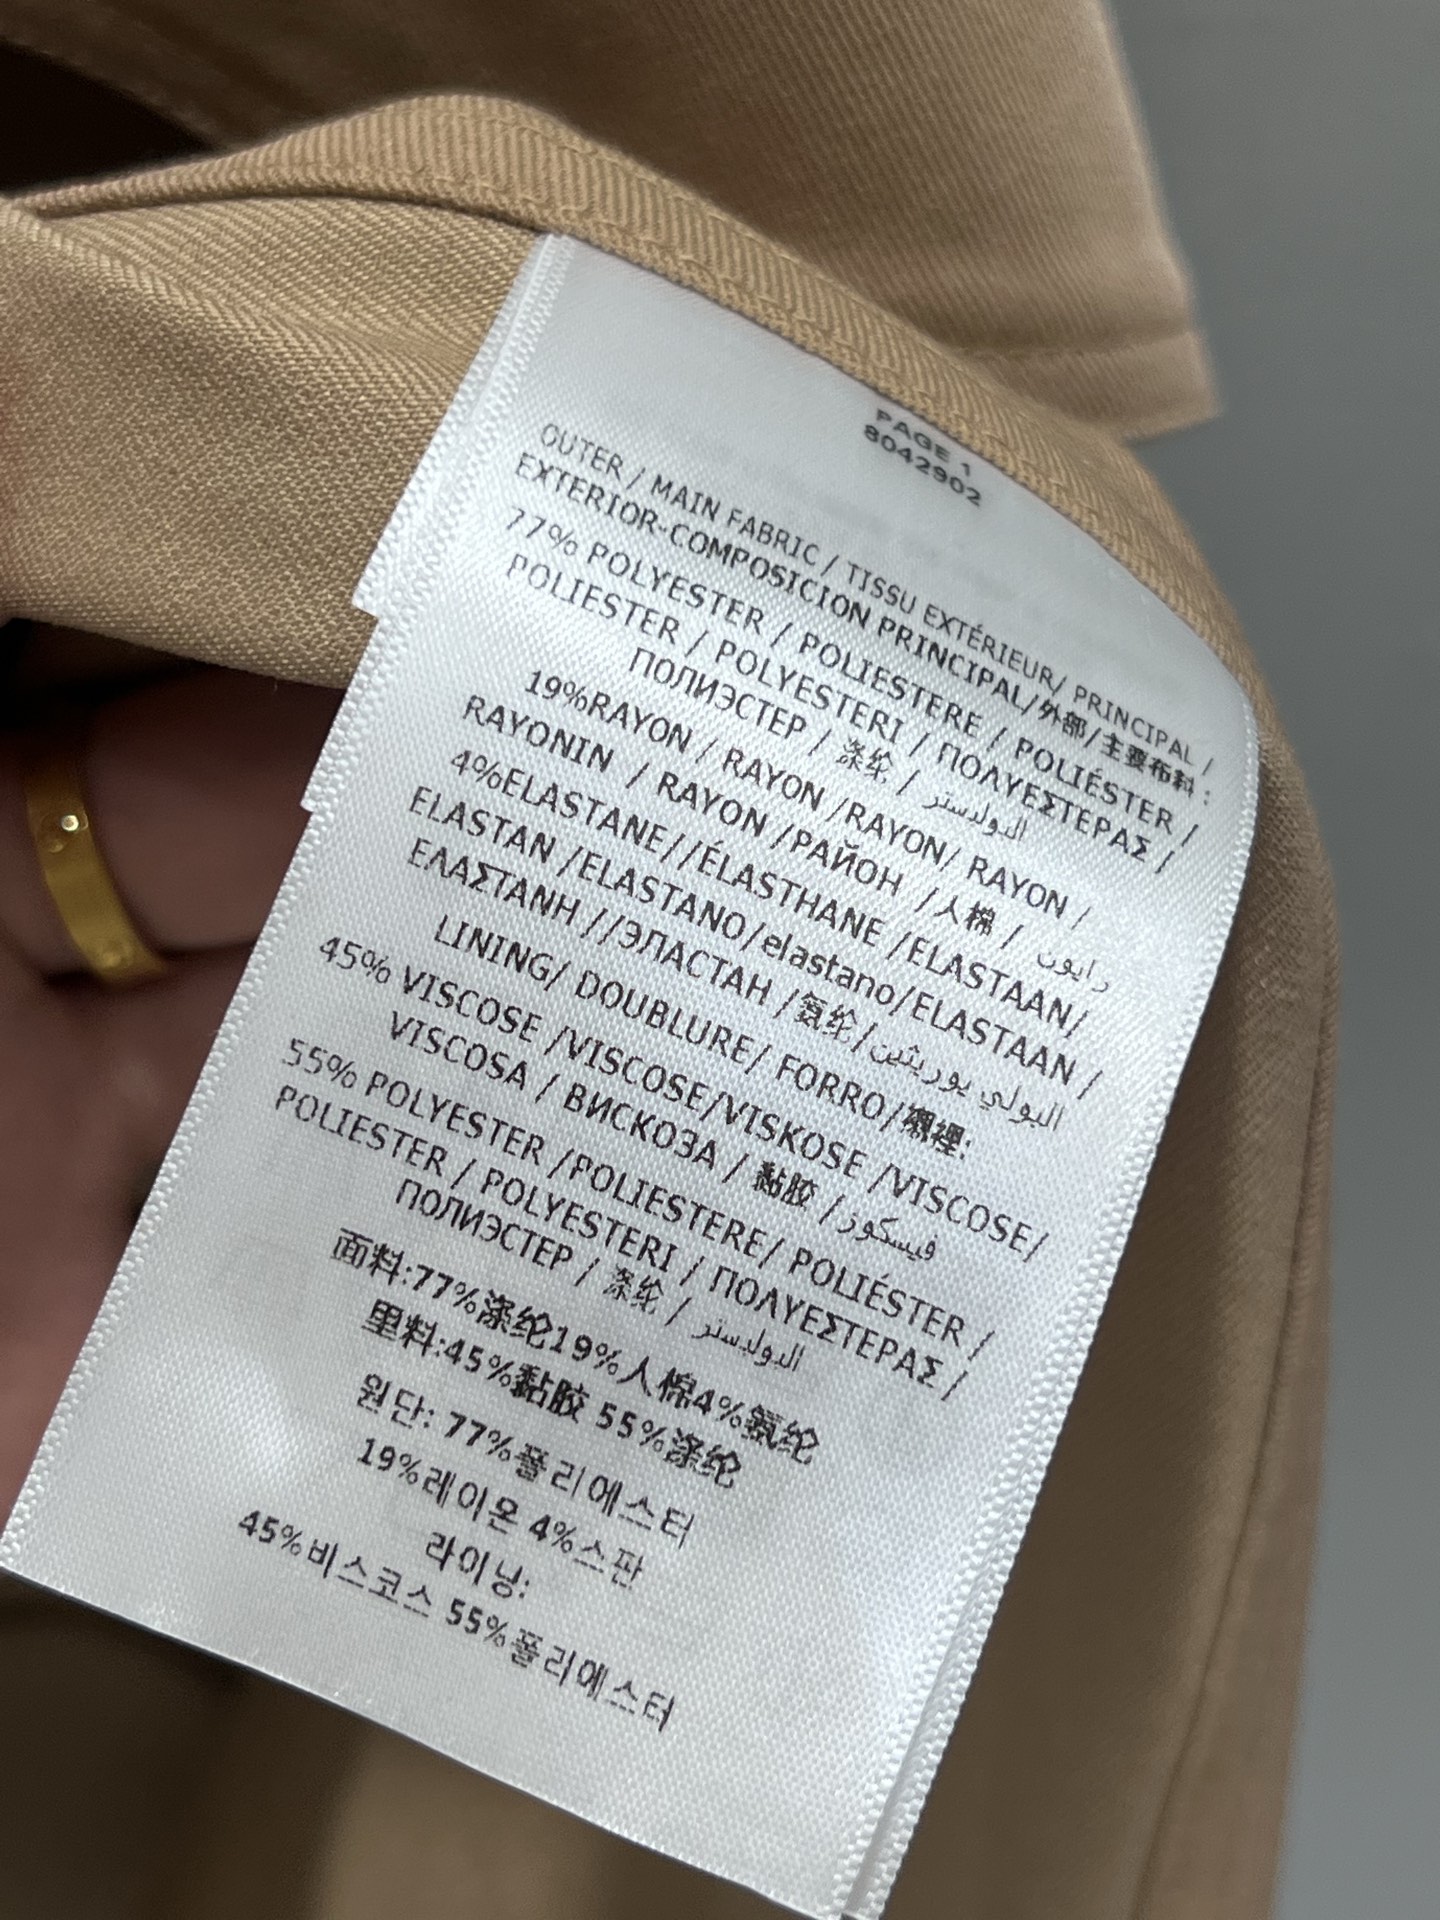 PAGE 1
8042902
OUTER / MAIN FABRIC / TISSU EXTÉRIEUR/ PRINCIPAL /
EXTERIOR-COMPOSICION PRINCIPAL/外部/主要布料 :
77% POLYESTER / POLIESTERE / POLIÉSTER /
POLIESTER / POLYESTERI / ΠΟΛΥΕΣΤΕΡΑΣ /
ПОЛИЭСТЕР / 涤纶 / البوليستر
19%RAYON / RAYON /RAYON/ RAYON /
RAYONIN / RAYON /РАЙОН /人棉 / رايون
4%ELASTANE//ÉLASTHANE /ELASTAAN/
ELASTAN /ELASTANO/elastano/ELASTAAN /
ΕΛΑΣΤΑΝΗ //ЭЛАСТАН /氨纶/البولي يوريثين
LINING/ DOUBLURE/ FORRO/襯裡:
45% VISCOSE /VISCOSE/VISKOSE /VISCOSE/
VISCOSA / ВИСКОЗА / 黏胶 /فيسكوز
55% POLYESTER /POLIESTERE/ POLIÉSTER /
POLIESTER / POLYESTERI / ΠΟΛΥΕΣΤΕΡΑΣ /
ПОЛИЭСТЕР / 涤纶 / البوليستر
面料:77%涤纶19%人棉4%氨纶
里料:45%黏胶 55%涤纶
원단: 77%폴리에스터
19%레이온 4%스판
라이닝:
45%비스코스 55%폴리에스터